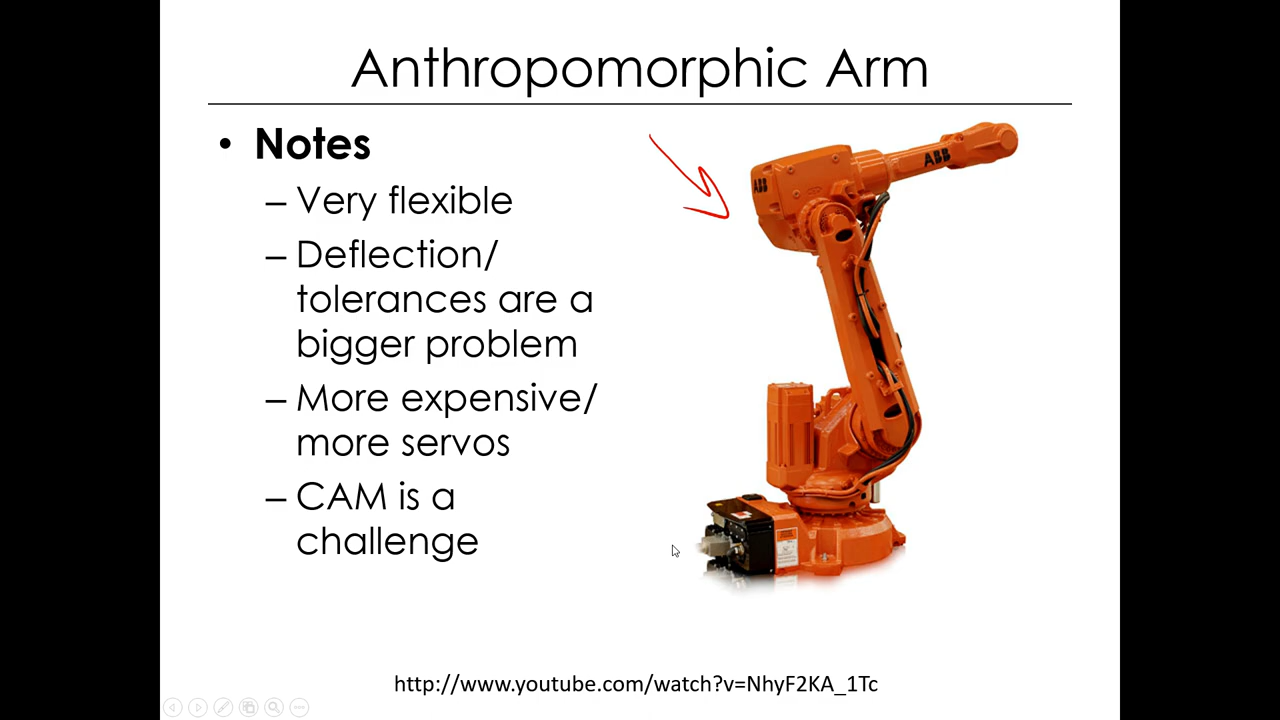 Anthropomorphic Arm
• Notes
– Very flexible
– Deflection/
tolerances are a
bigger problem
– More expensive/
more servos
– CAM is a
challenge
ABB
ABB
http://www.youtube.com/watch?v=NhyF2KA_1Tc